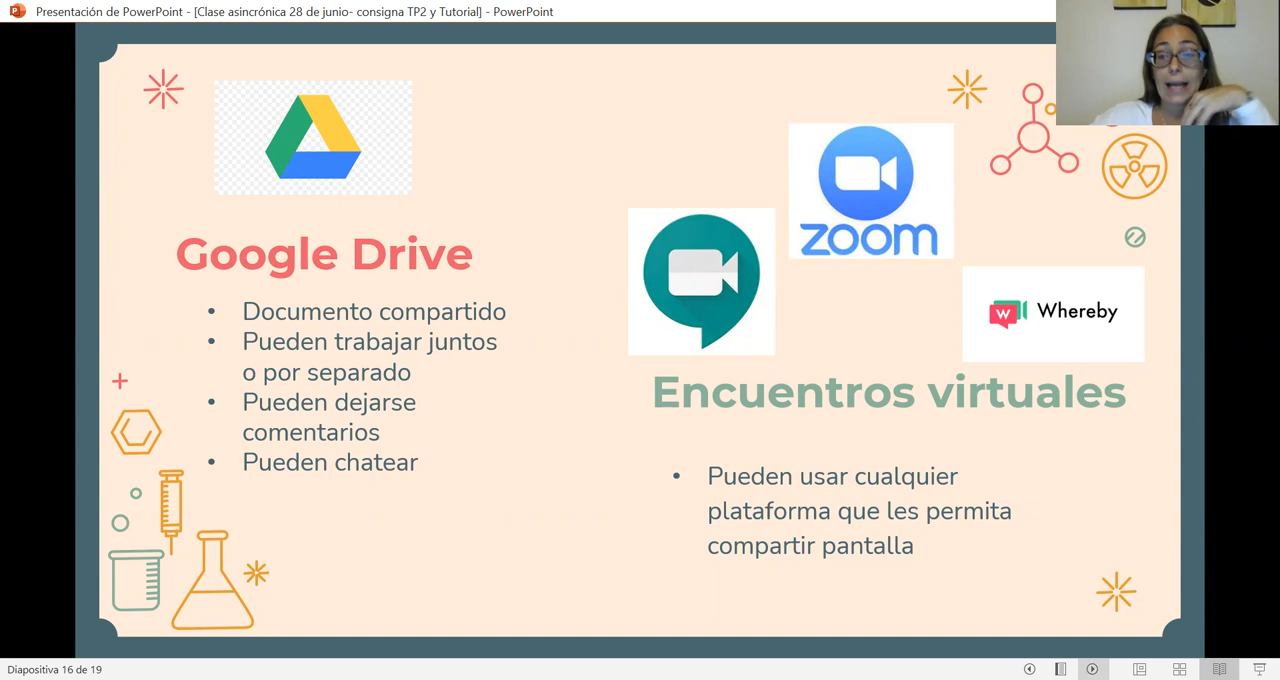 Presentación de PowerPoint - [Clase asincrónica 28 de junio- consigna TP2 y Tutorial] - PowerPoint
Google Drive
• Documento compartido
• Pueden trabajar juntos
o por separado
• Pueden dejarse
comentarios
• Pueden chatear
zoom
Whereby
Encuentros virtuales
• Pueden usar cualquier
plataforma que les permita
compartir pantalla
Diapositiva 16 de 19